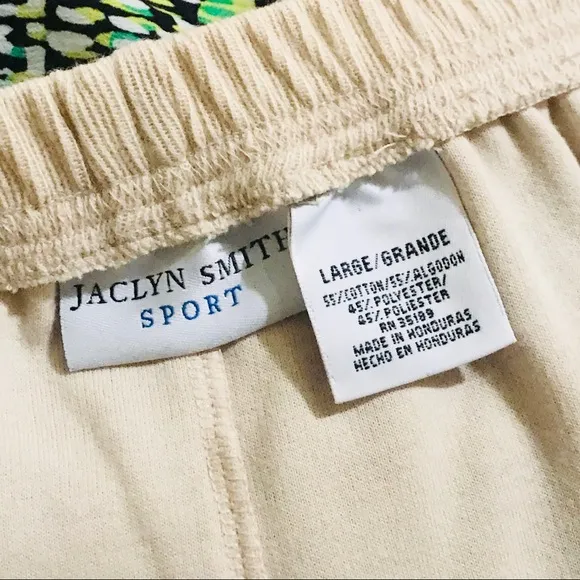 JACLYN SMITH
SPORT
LARGE/GRANDE
55%COTTON/55%ALGODON
45%POLYESTER/
45%POLIESTER
RN 35189
MADE IN HONDURAS
HECHO EN HONDURAS